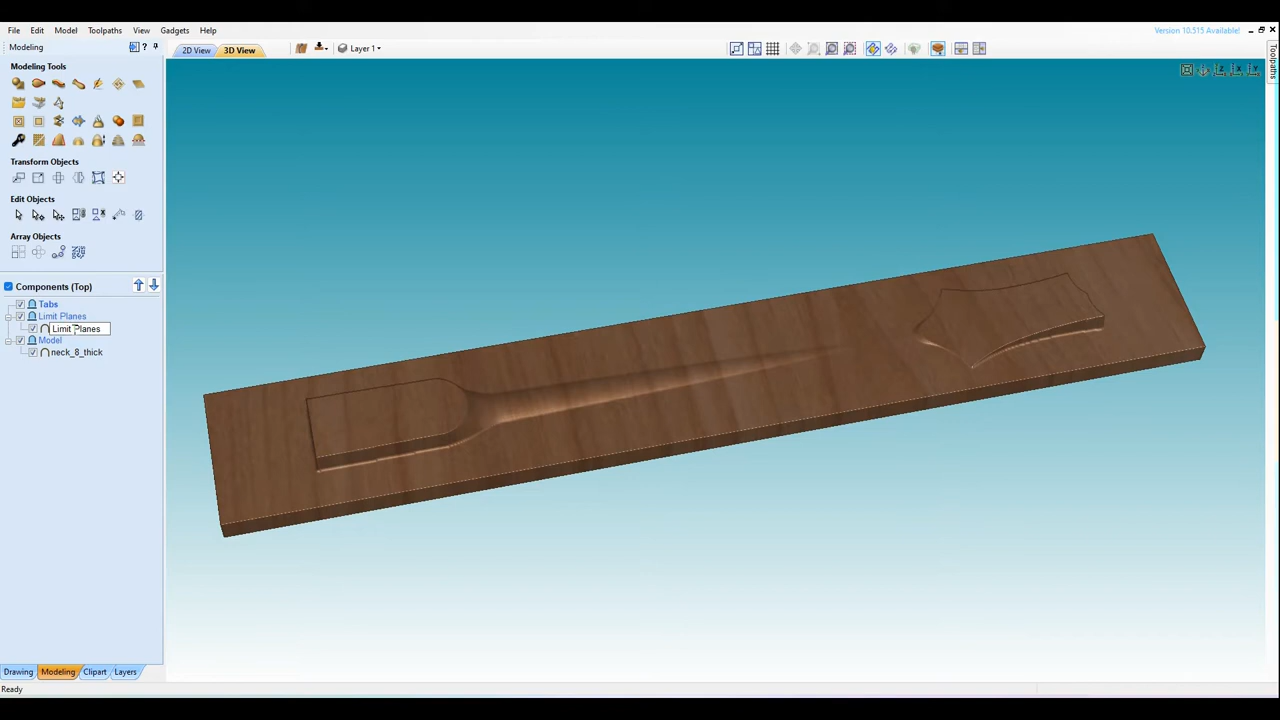 File Edit Model Toolpaths View Gadgets Help
Version 10.515 Available!
Modeling
2D View 3D View
Layer 1
Modeling Tools
Toolpaths
Transform Objects
Edit Objects
Array Objects
Components (Top)
Tabs
Limit Planes
Limit Planes
Model
neck_8_thick
Drawing Modeling Clipart Layers
Ready